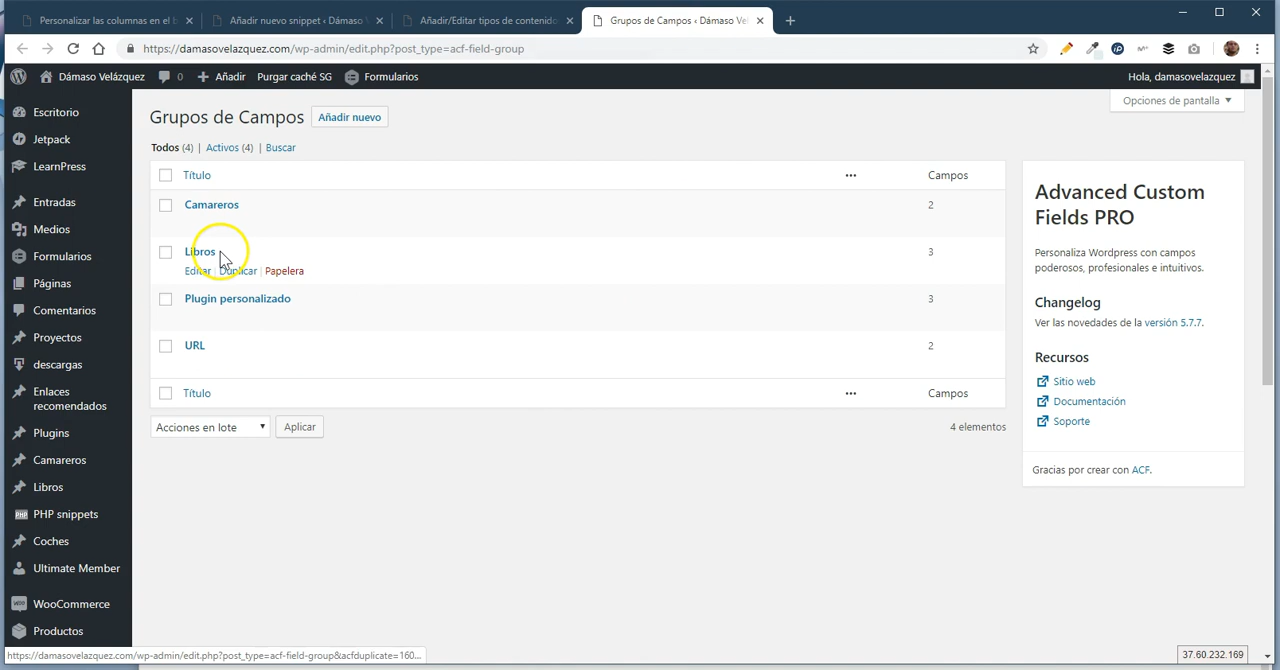 Personalizar las columnas en el b
Añadir nuevo snippet ‹ Dámaso V
Añadir/Editar tipos de contenido
Grupos de Campos ‹ Dámaso Vel
https://damasovelazquez.com/wp-admin/edit.php?post_type=acf-field-group
Dámaso Velázquez 0 Añadir Purgar caché SG Formularios Hola, damasovelazquez
Escritorio
Jetpack
LearnPress
Entradas
Medios
Formularios
Páginas
Comentarios
Proyectos
descargas
Enlaces
recomendados
Plugins
Camareros
Libros
PHP snippets
Coches
Ultimate Member
WooCommerce
Productos
Opciones de pantalla
Grupos de Campos Añadir nuevo
Todos (4) | Activos (4) | Buscar
Título Campos
Camareros 2
Libros 3
Editar | Duplicar | Papelera
Plugin personalizado 3
URL 2
Título Campos
Acciones en lote Aplicar 4 elementos
Advanced Custom
Fields PRO
Personaliza Wordpress con campos
poderosos, profesionales e intuitivos.
Changelog
Ver las novedades de la versión 5.7.7.
Recursos
Sitio web
Documentación
Soporte
Gracias por crear con ACF.
https://damasovelazquez.com/wp-admin/edit.php?post_type=acf-field-group&acfduplicate=160...
37.60.232.169